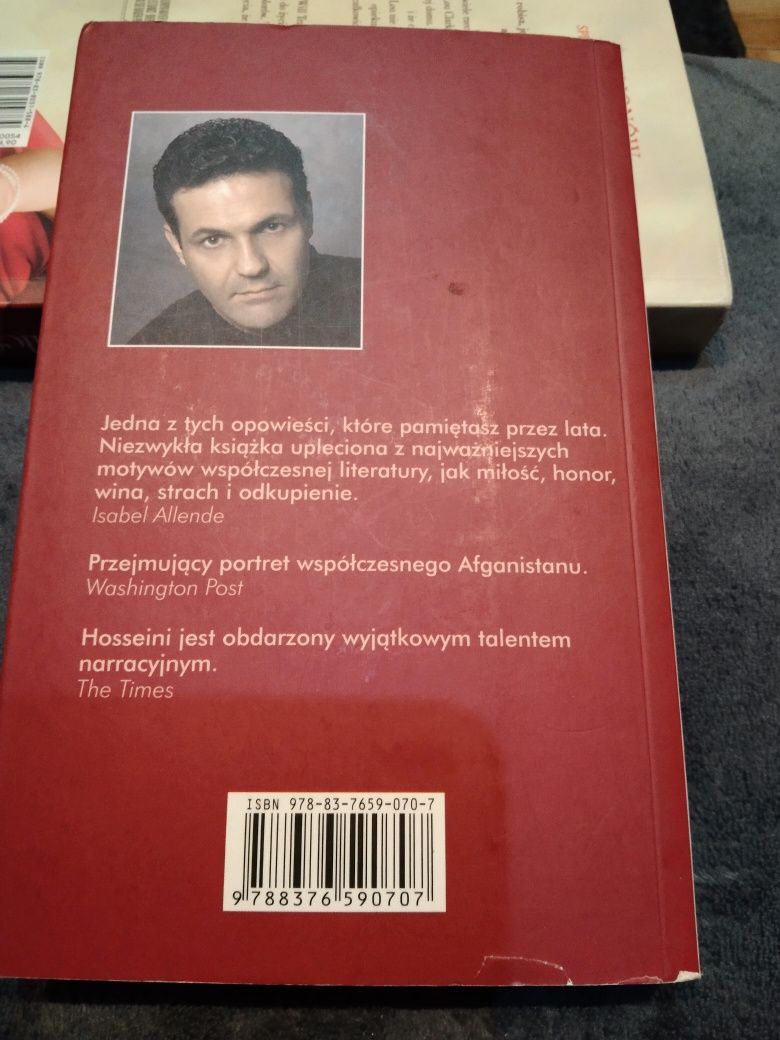 Jedna z tych opowieści, które pamiętasz przez lata.
Niezwykła książka upleciona z najważniejszych
motywów współczesnej literatury, jak miłość, honor,
wina, strach i odkupienie.
Isabel Allende
Przejmujący portret współczesnego Afganistanu.
Washington Post
Hosseini jest obdarzony wyjątkowym talentem
narracyjnym.
The Times
ISBN 978-83-7659-070-7
9 788376 590707